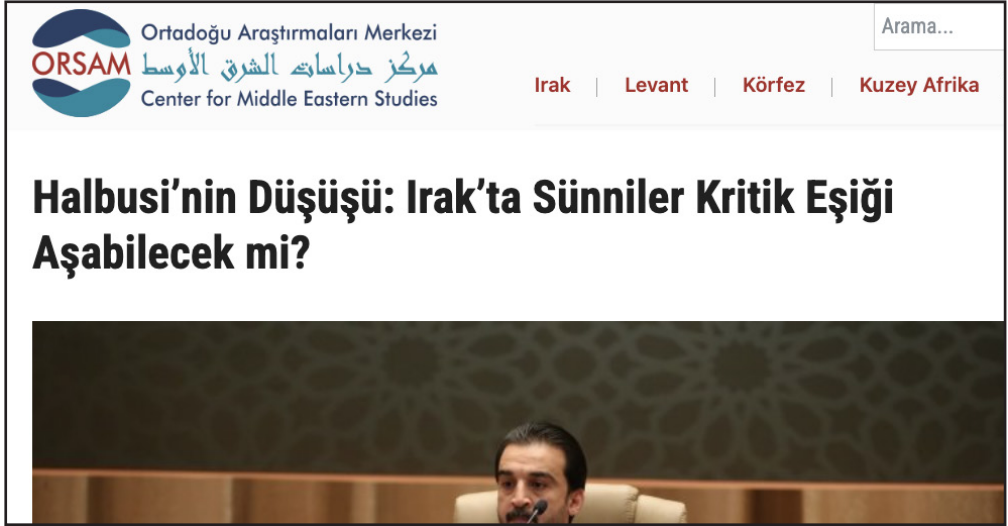 Ortadoğu Araştırmaları Merkezi
ORSAM
مركز دراسات الشرق الأوسط
Center for Middle Eastern Studies
Arama...
Irak | Levant | Körfez | Kuzey Afrika
Halbusi’nin Düşüşü: Irak’ta Sünniler Kritik Eşiği
Aşabilecek mi?